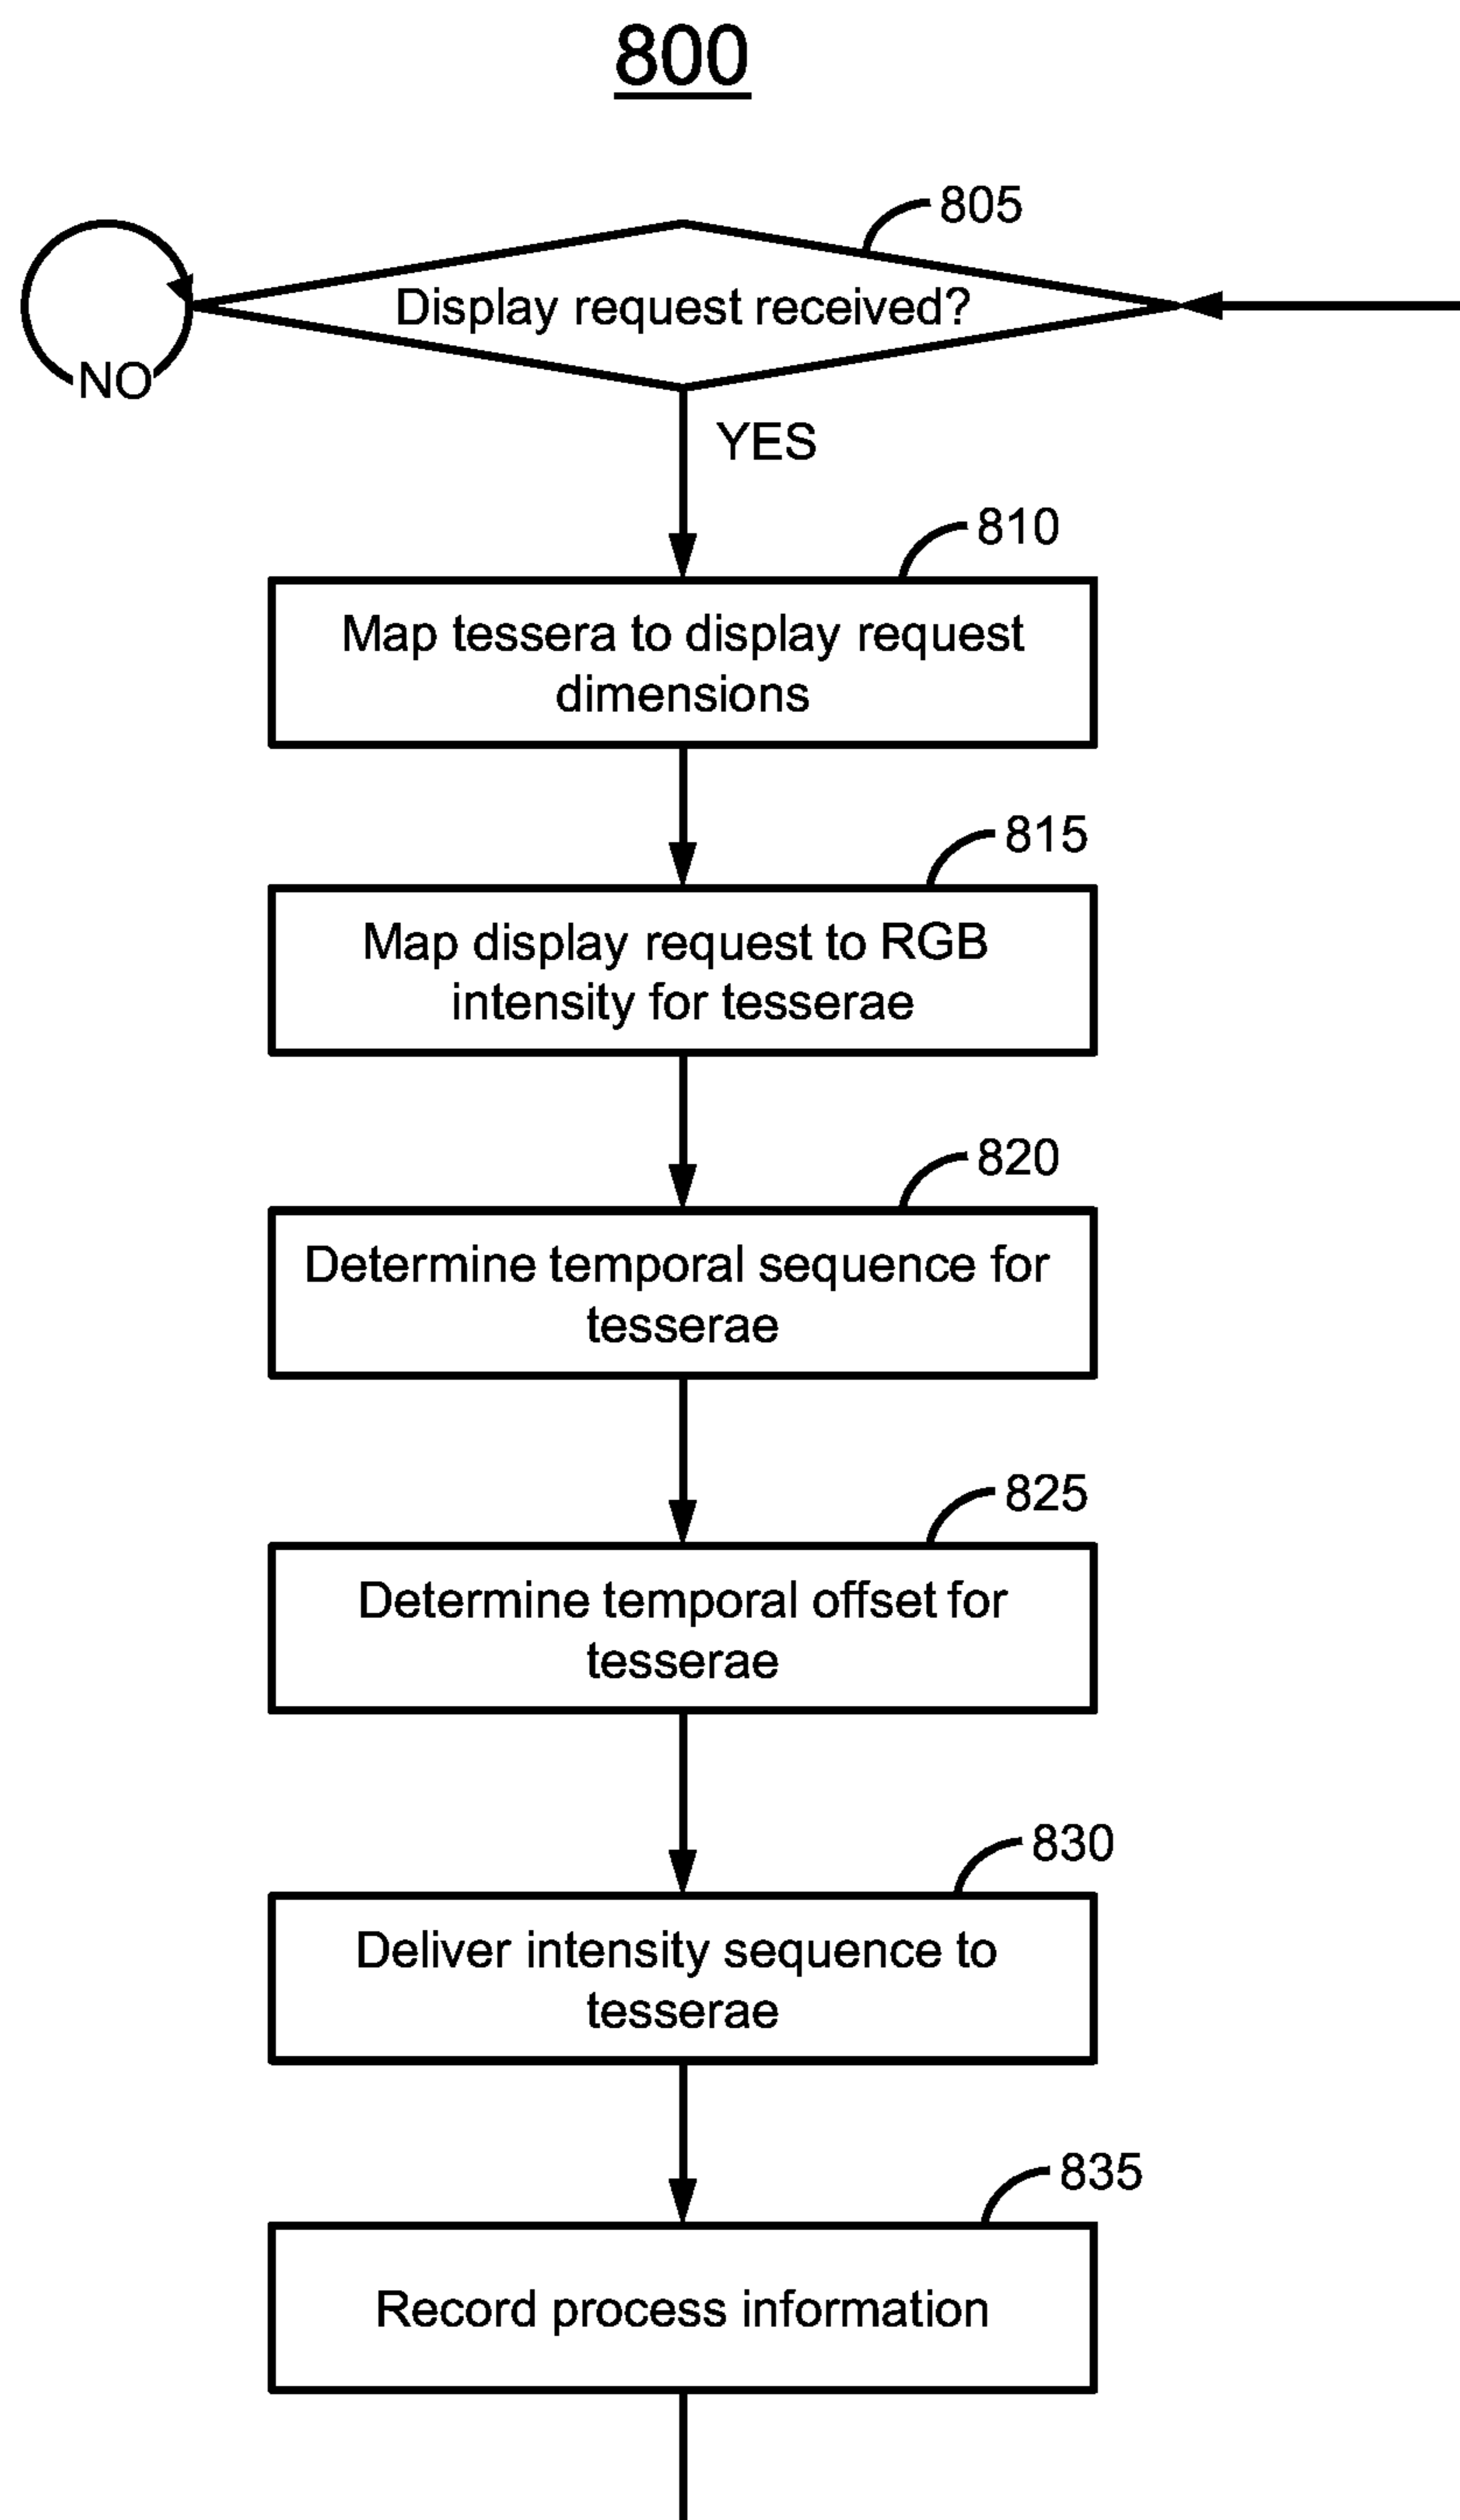 800
805
Display request received?
NO
YES
810
Map tessera to display request
dimensions
815
Map display request to RGB
intensity for tesserae
820
Determine temporal sequence for
tesserae
825
Determine temporal offset for
tesserae
830
Deliver intensity sequence to
tesserae
835
Record process information